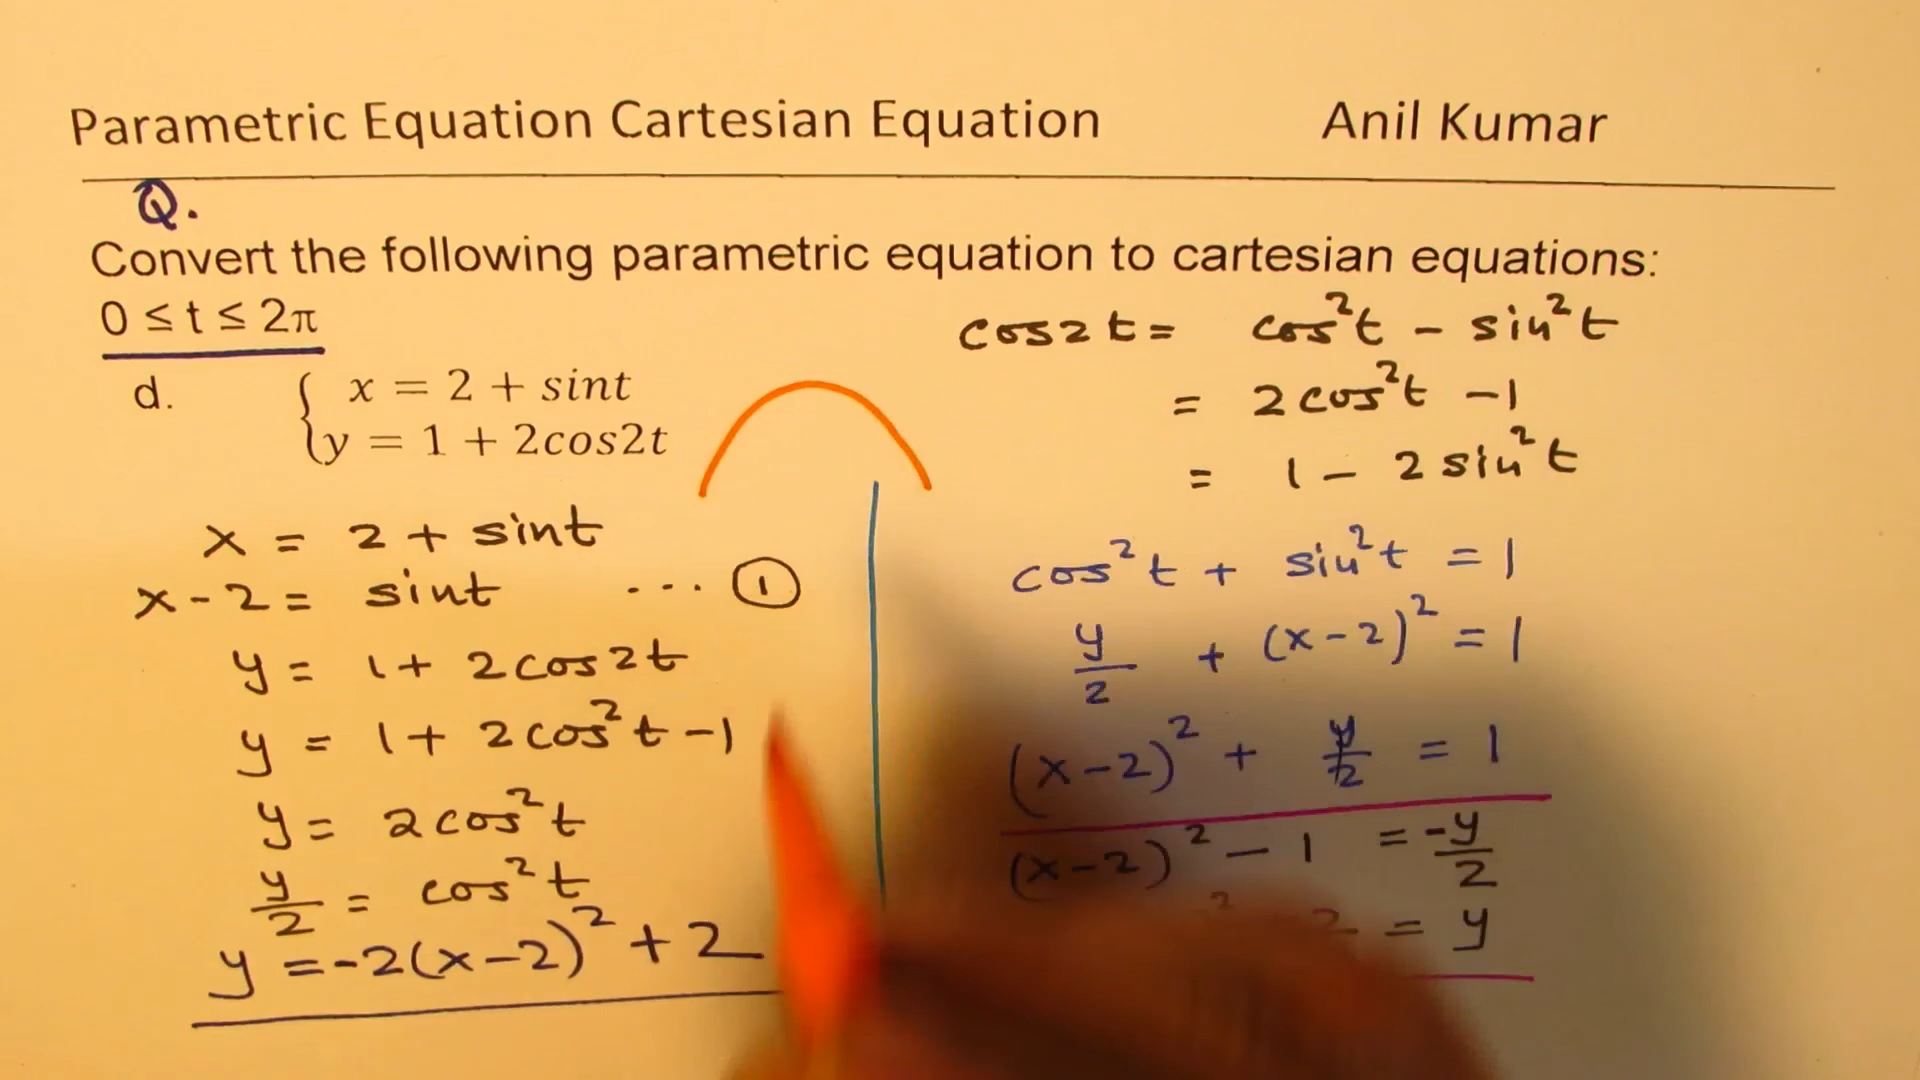 Parametric Equation Cartesian Equation Anil Kumar
Q.
Convert the following parametric equation to cartesian equations:
0 ≤ t ≤ 2π
d. { x = 2 + sint
y = 1 + 2cos2t
x = 2 + sint
x - 2 = sint ... ①
y = 1 + 2cos2t
y = 1 + 2cos²t - 1
y = 2cos²t
y/2 = cos²t
y = -2(x-2)² + 2
cos2t = cos²t - sin²t
= 2cos²t - 1
= 1 - 2sin²t
cos²t + sin²t = 1
y/2 + (x-2)² = 1
(x-2)² + y/2 = 1
(x-2)² - 1 = -y/2
2 = y